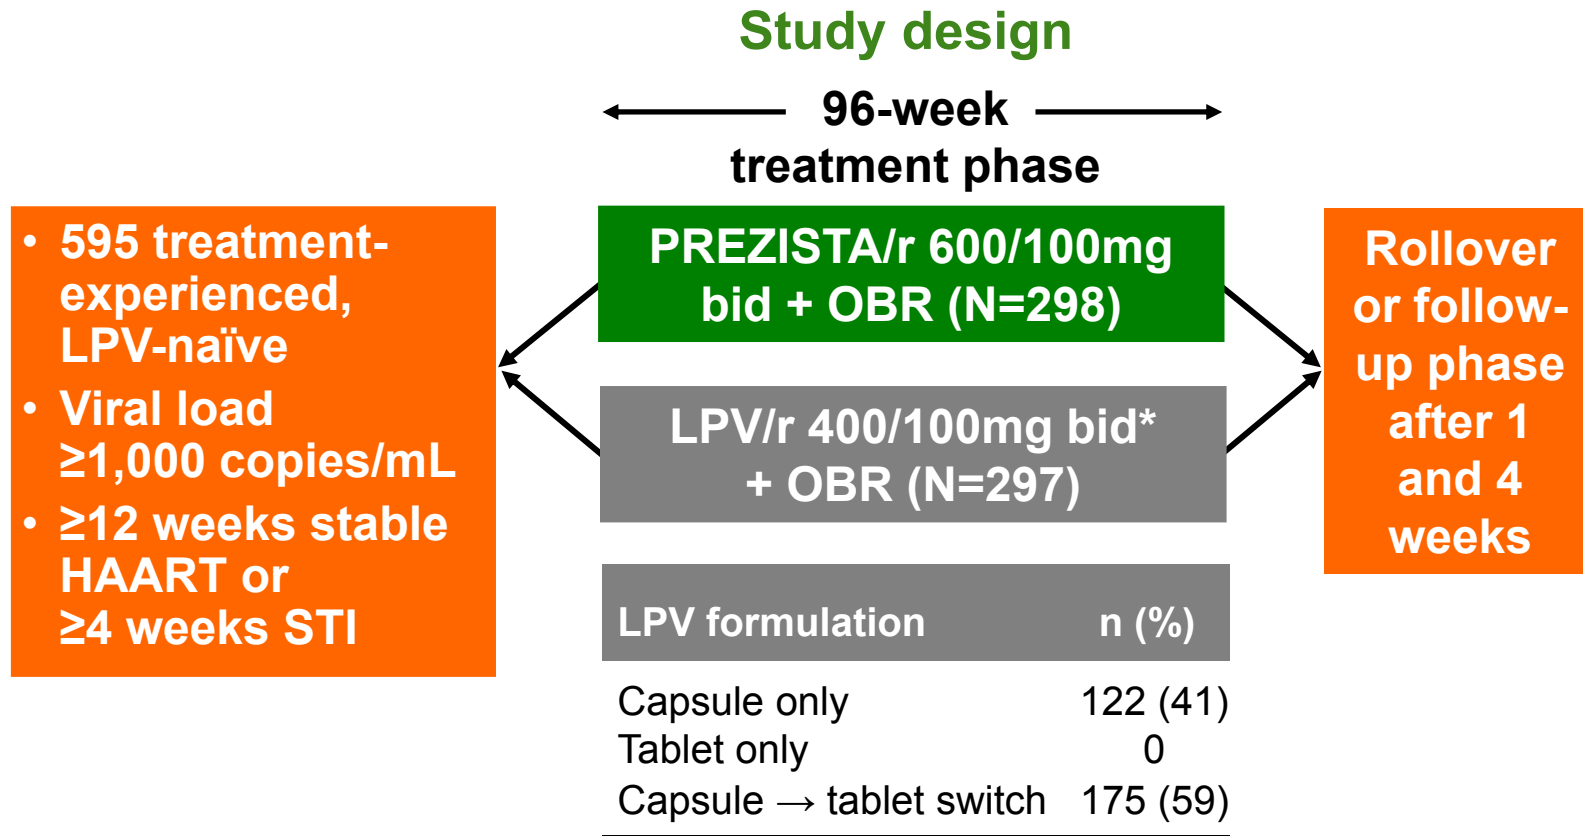 Study design
96-week
treatment phase
• 595 treatment-
experienced,
LPV-naïve
• Viral load
≥1,000 copies/mL
• ≥12 weeks stable
HAART or
≥4 weeks STI
PREZISTA/r 600/100mg
bid + OBR (N=298)
LPV/r 400/100mg bid*
+ OBR (N=297)
Rollover
or follow-
up phase
after 1
and 4
weeks
LPV formulation n (%)
Capsule only 122 (41)
Tablet only 0
Capsule → tablet switch 175 (59)